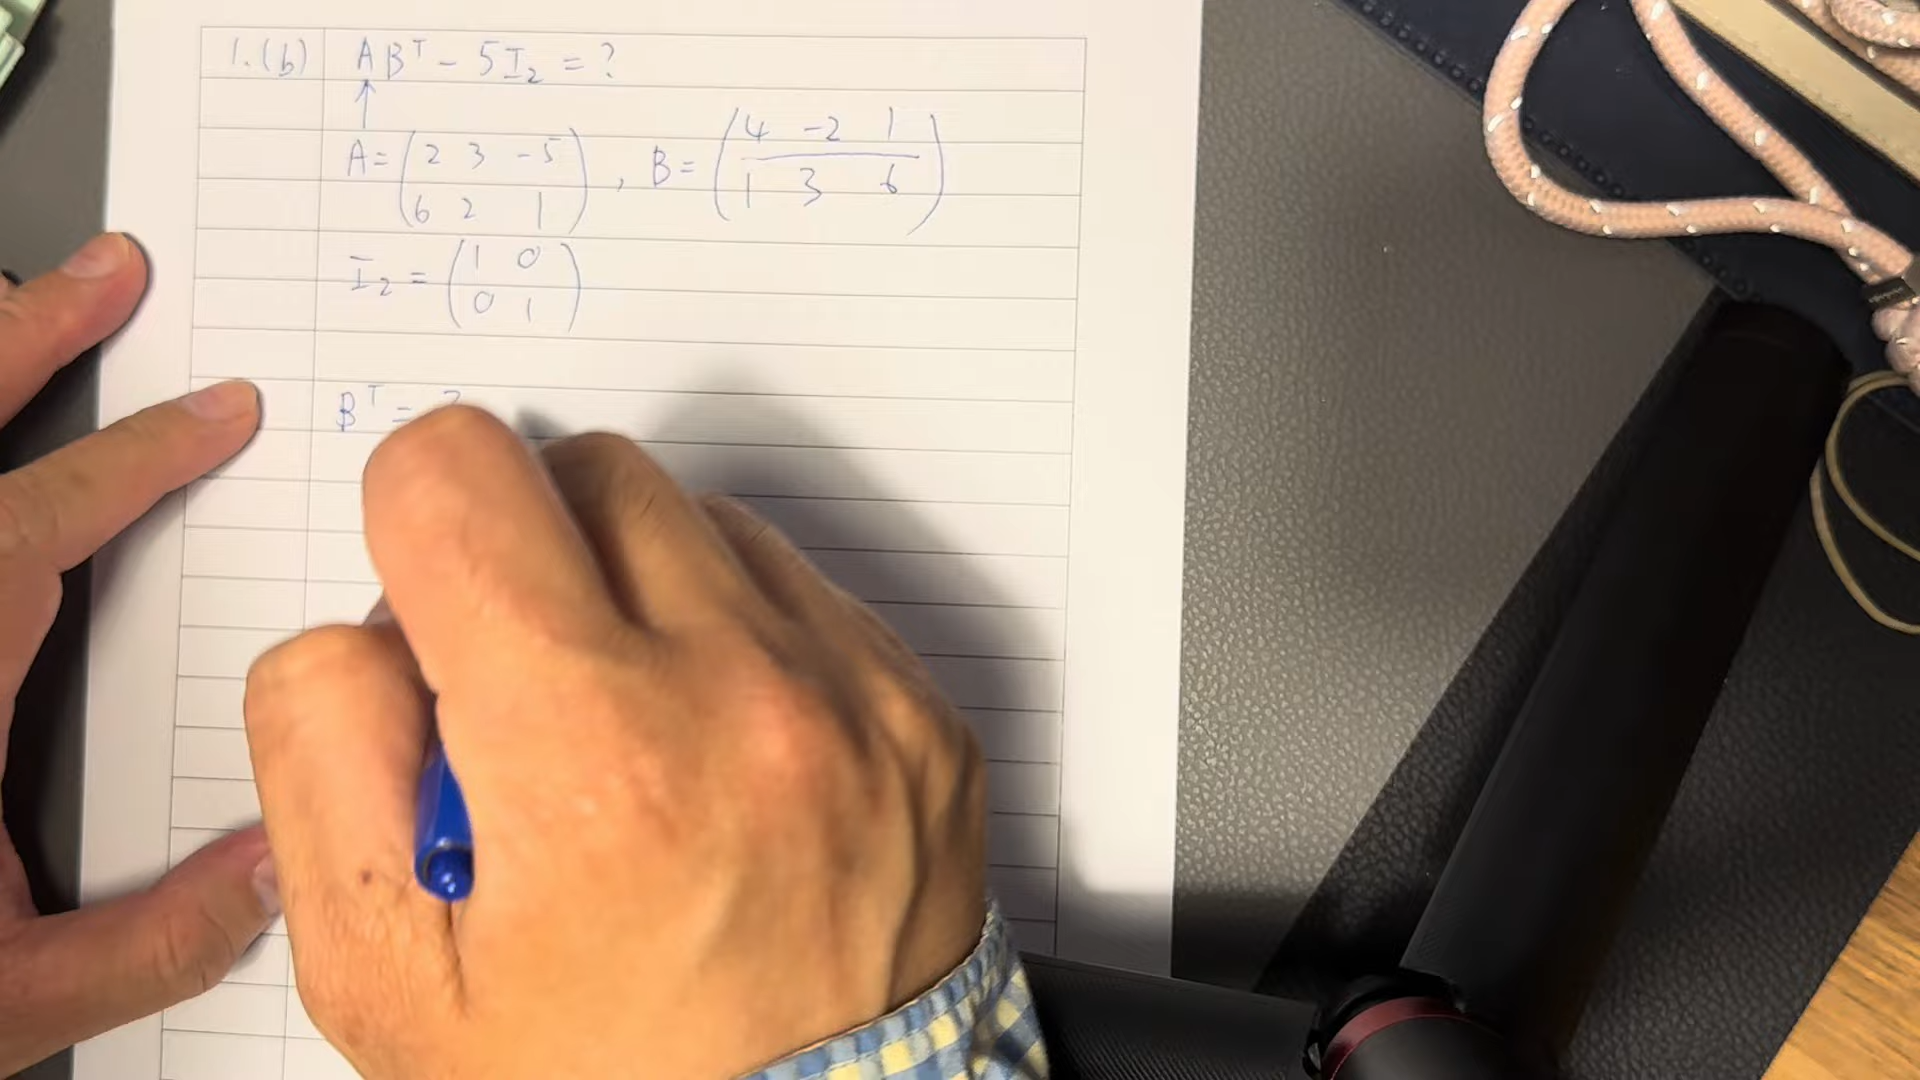 1.(b) ABᵀ - 5I₂ = ?
↑
A = (2 3 -5 , B = (4 -2 1
6 2 1) 1 3 6)
I₂ = (1 0
0 1)
Bᵀ = ?